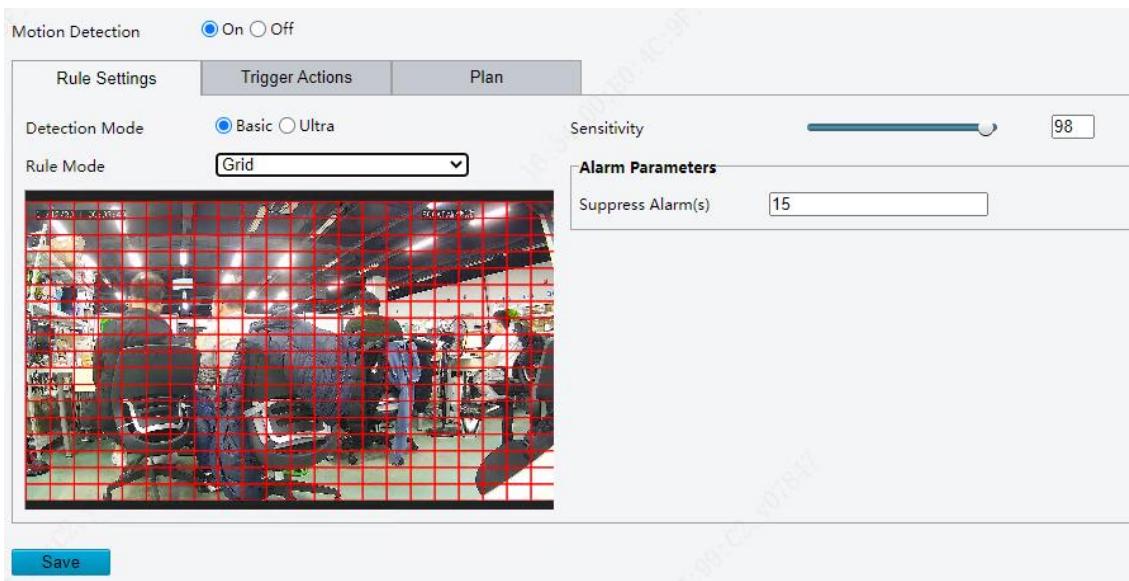 Motion Detection On Off
Rule Settings Trigger Actions Plan
Detection Mode Basic Ultra
Rule Mode Grid
Sensitivity 98
Alarm Parameters
Suppress Alarm(s) 15
Save